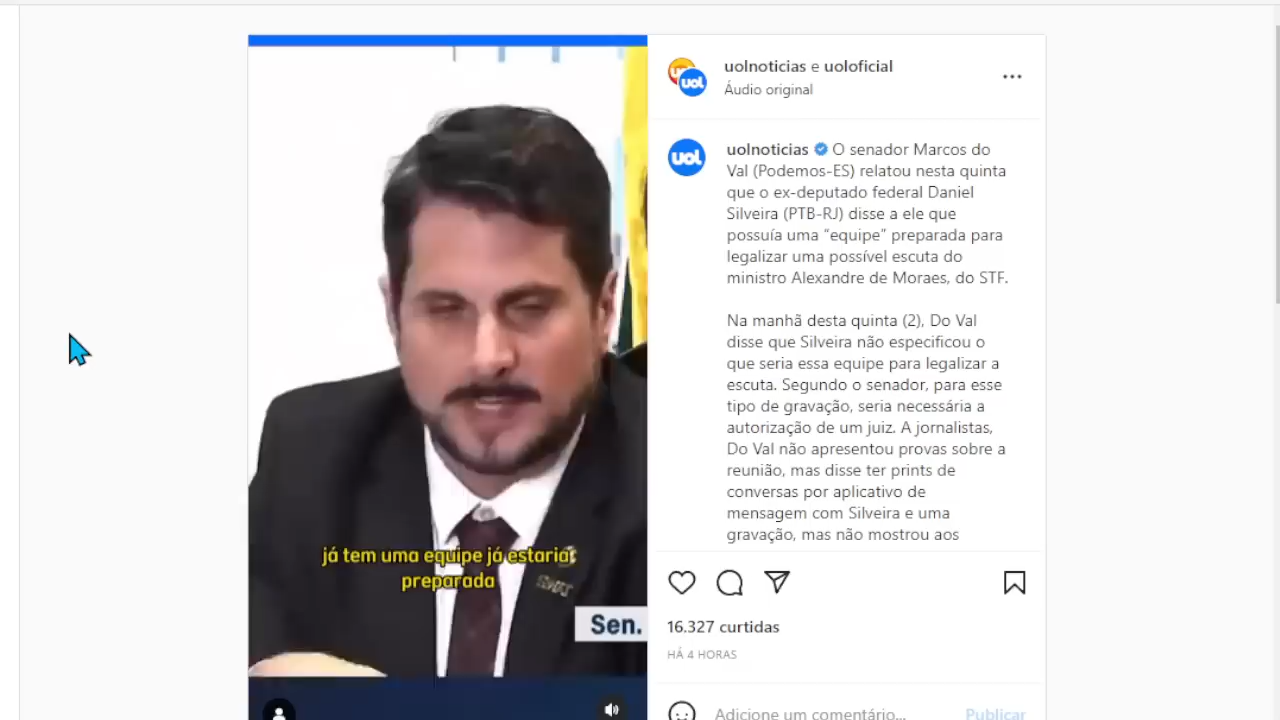 uolnoticias e uoloficial
Áudio original
uol
uol
uolnoticias O senador Marcos do
Val (Podemos-ES) relatou nesta quinta
que o ex-deputado federal Daniel
Silveira (PTB-RJ) disse a ele que
possuía uma “equipe” preparada para
legalizar uma possível escuta do
ministro Alexandre de Moraes, do STF.
Na manhã desta quinta (2), Do Val
disse que Silveira não especificou o
que seria essa equipe para legalizar a
escuta. Segundo o senador, para esse
tipo de gravação, seria necessária a
autorização de um juiz. A jornalistas,
Do Val não apresentou provas sobre a
reunião, mas disse ter prints de
conversas por aplicativo de
mensagem com Silveira e uma
gravação, mas não mostrou aos
já tem uma equipe já estaria
preparada
Sen.
16.327 curtidas
HÁ 4 HORAS
Adicione um comentário...
Publicar